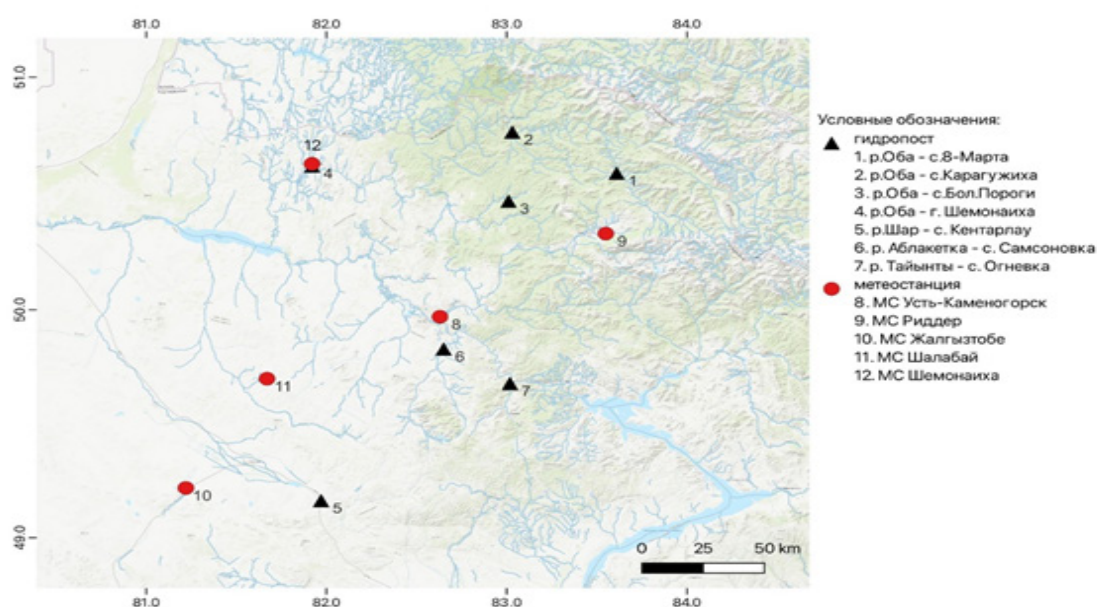 81.0 82.0 83.0 84.0
51.0
50.0
49.0
12
4
2
1
3
9
8
6
7
11
10
5
0 25 50 km
81.0 82.0 83.0 84.0
Условные обозначения:
гидропост
1. р.Оба - с.8-Марта
2. р.Оба - с.Карагужиха
3. р.Оба - с.Бол.Пороги
4. р.Оба - г. Шемонаиха
5. р.Шар - с. Кентарлау
6. р. Аблакетка - с. Самсоновка
7. р. Тайынты - с. Огневка
метеостанция
8. МС Усть-Каменогорск
9. МС Риддер
10. МС Жалгызтобе
11. МС Шалабай
12. МС Шемонаиха